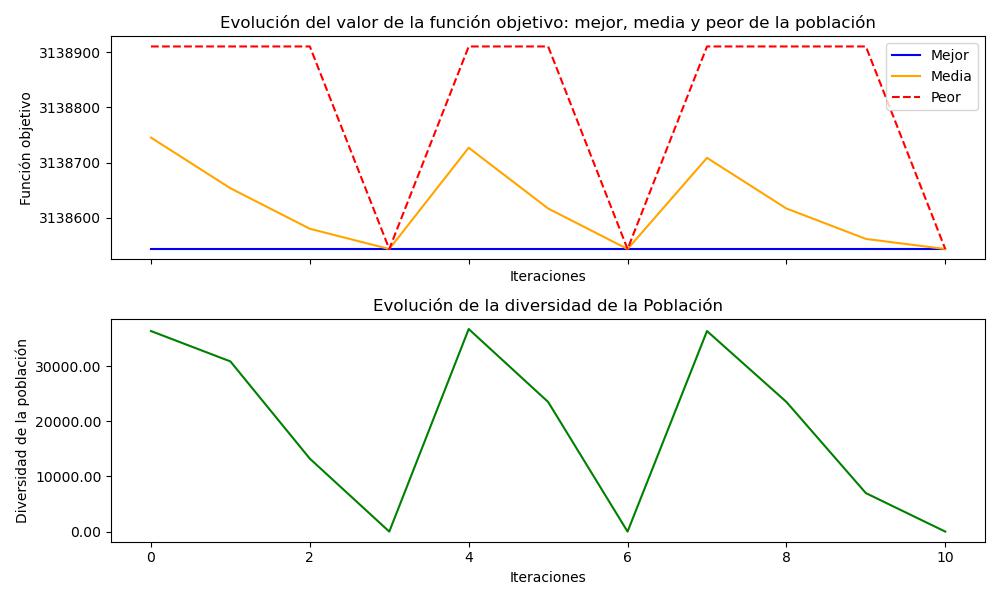 Evolución del valor de la función objetivo: mejor, media y peor de la población
Función objetivo
3138900
3138800
3138700
3138600
Mejor
Media
Peor
Iteraciones
Evolución de la diversidad de la Población
Diversidad de la población
30000.00
20000.00
10000.00
0.00
0 2 4 6 8 10
Iteraciones